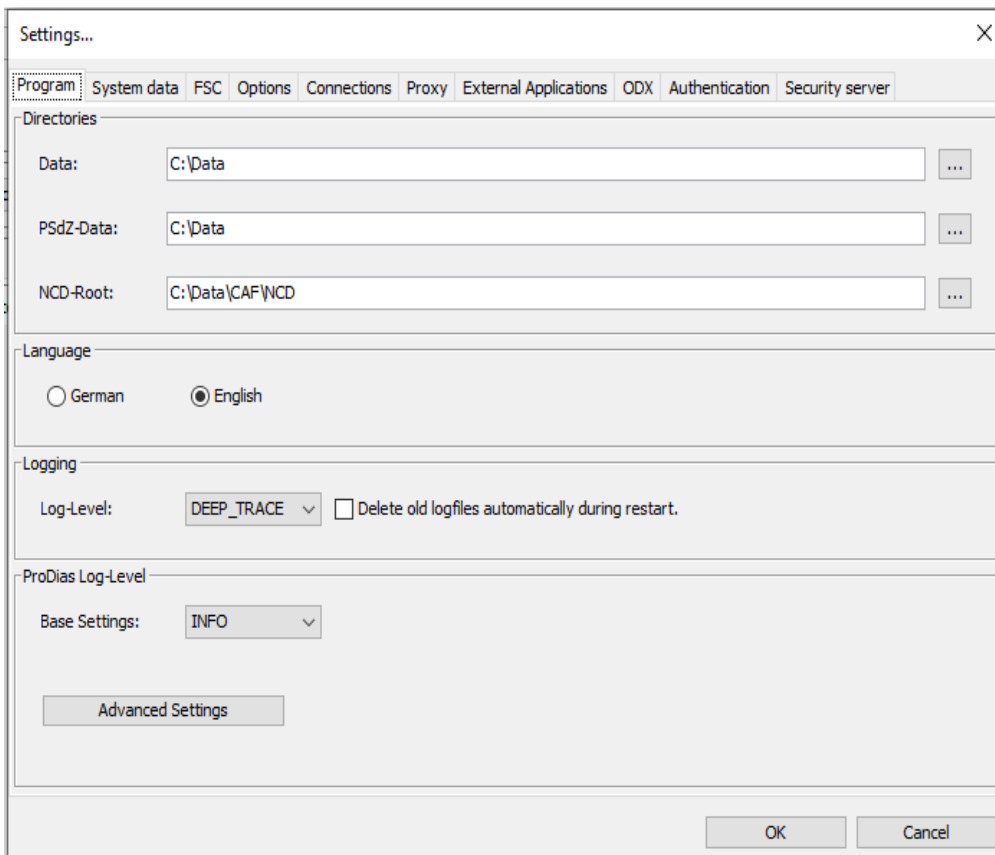 Settings...
Program System data FSC Options Connections Proxy External Applications ODX Authentication Security server
Directories
Data: C:\Data ...
PSdZ-Data: C:\Data ...
NCD-Root: C:\Data\CAF\NCD ...
Language
German English
Logging
Log-Level: DEEP_TRACE Delete old logfiles automatically during restart.
ProDias Log-Level
Base Settings: INFO
Advanced Settings
OK Cancel